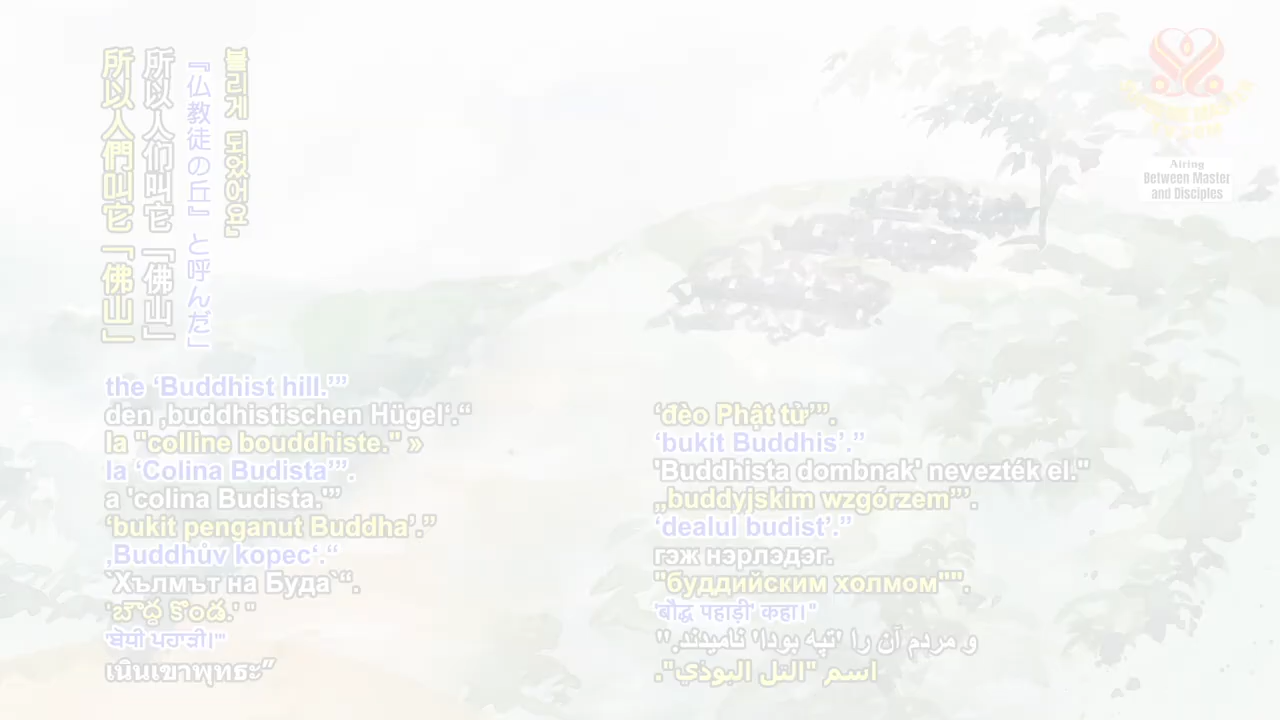 所以人們叫它「佛山」
所以人们叫它「佛山」
『仏教徒の丘』と呼んだ」
불리게 되었어요」
the ‘Buddhist hill.’”
den ‚buddhistischen Hügel‘.“
la "colline bouddhiste." »
la ‘Colina Budista’”.
a 'colina Budista.'”
‘bukit penganut Buddha’.”
‚Buddhův kopec‘.“
`Хълмът на Буда`“.
'బౌద్ధ కొండ.' "
'ਬੋਧੀ ਪਹਾੜੀ।'"
เนินเขาพุทธะ”
‘đèo Phật tử’”.
‘bukit Buddhis’.”
'Buddhista dombnak' nevezték el."
„buddyjskim wzgórzem”’.
‘dealul budist’.”
гэж нэрлэдэг.
"буддийским холмом"".
'बौद्ध पहाड़ी' कहा।"
و مردم آن را 'تپه بودا' نامیدند."
اسم "التل البوذي".
Airing
Between Master
and Disciples